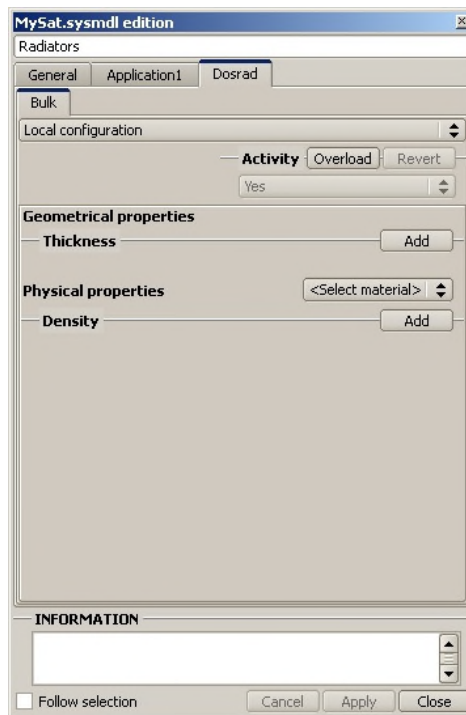 MySat.sysmdl edition
Radiators
General Application1 Dosrad
Bulk
Local configuration
Activity Overload Revert
Yes
Geometrical properties
Thickness Add
Physical properties <Select material>
Density Add
INFORMATION
Follow selection Cancel Apply Close